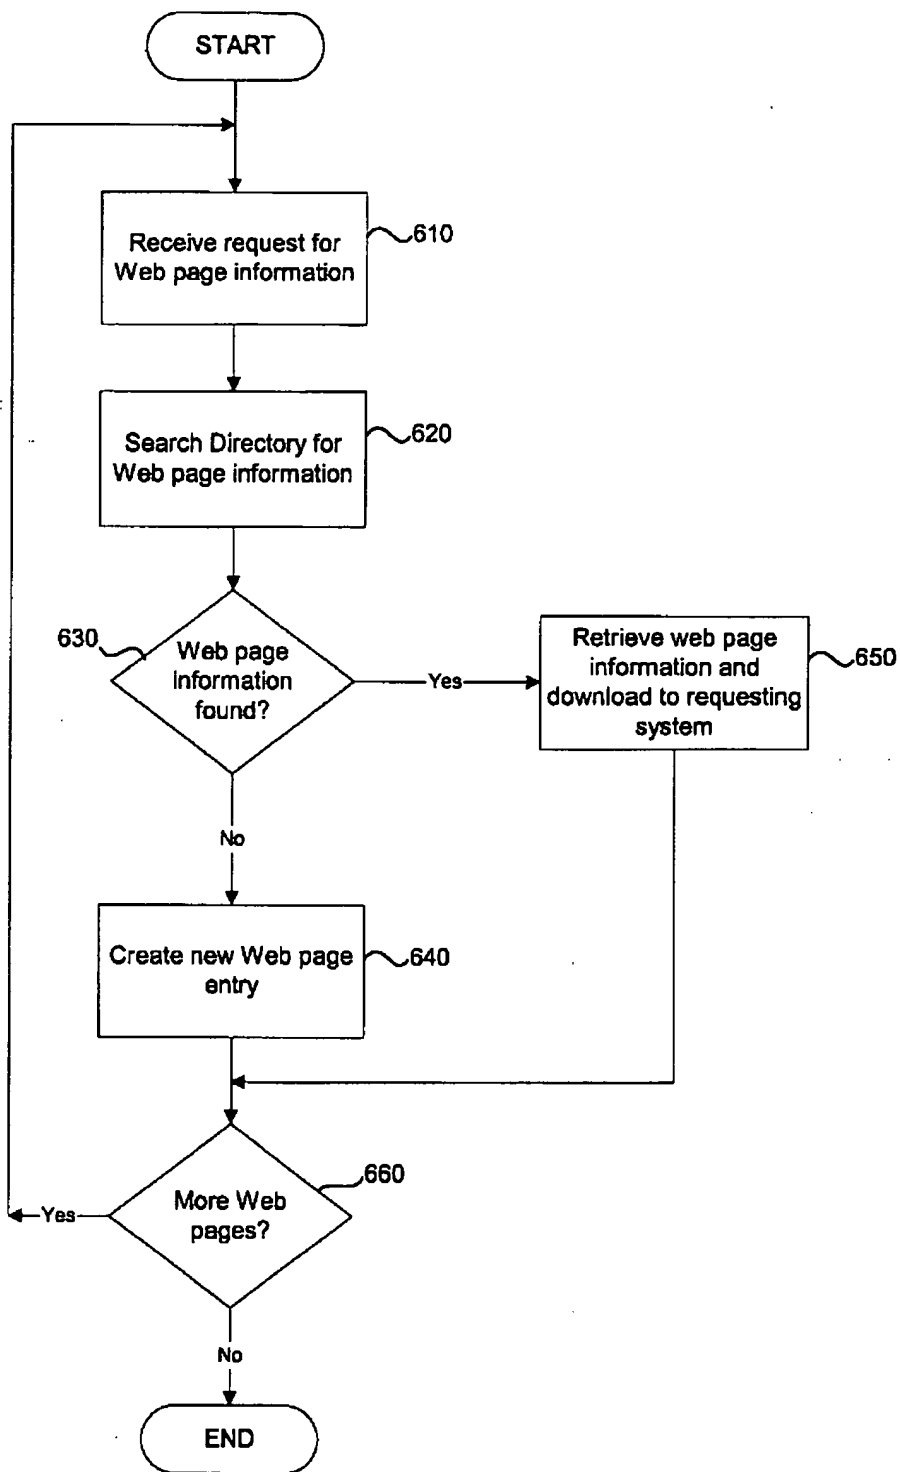 START
Receive request for
Web page information
610
Search Directory for
Web page information
620
630
Web page
information
found?
Yes
Retrieve web page
information and
download to requesting
system
650
No
Create new Web page
entry
640
More Web
pages?
660
Yes
No
END